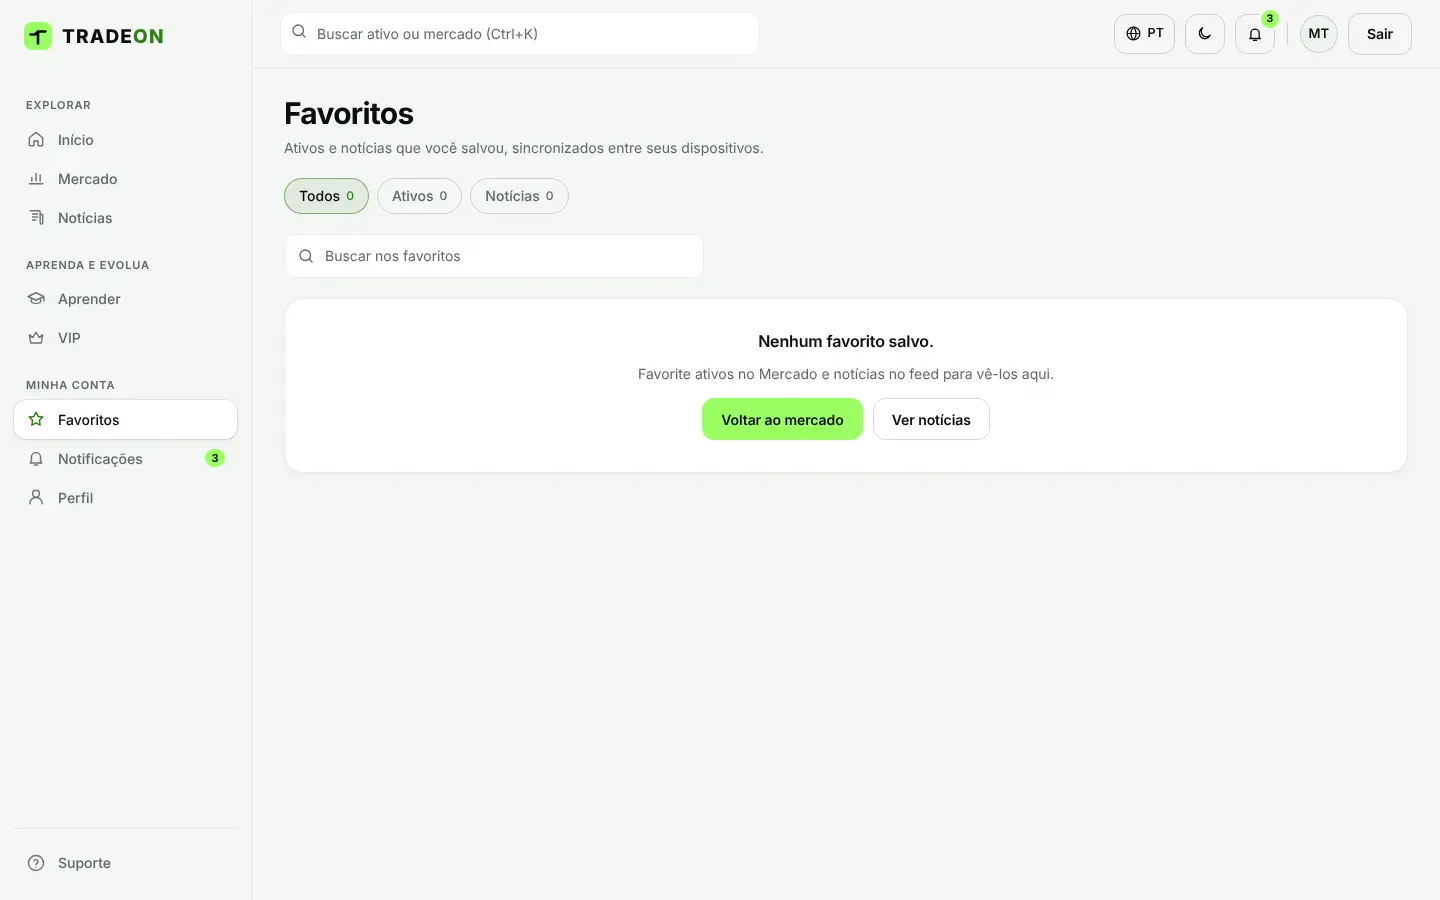 TRADEON
Buscar ativo ou mercado (Ctrl+K)
PT
3
MT
Sair
EXPLORAR
Início
Mercado
Notícias
APRENDA E EVOLUA
Aprender
VIP
MINHA CONTA
Favoritos
Notificações 3
Perfil
Suporte
Favoritos
Ativos e notícias que você salvou, sincronizados entre seus dispositivos.
Todos 0
Ativos 0
Notícias 0
Buscar nos favoritos
Nenhum favorito salvo.
Favorite ativos no Mercado e notícias no feed para vê-los aqui.
Voltar ao mercado
Ver notícias